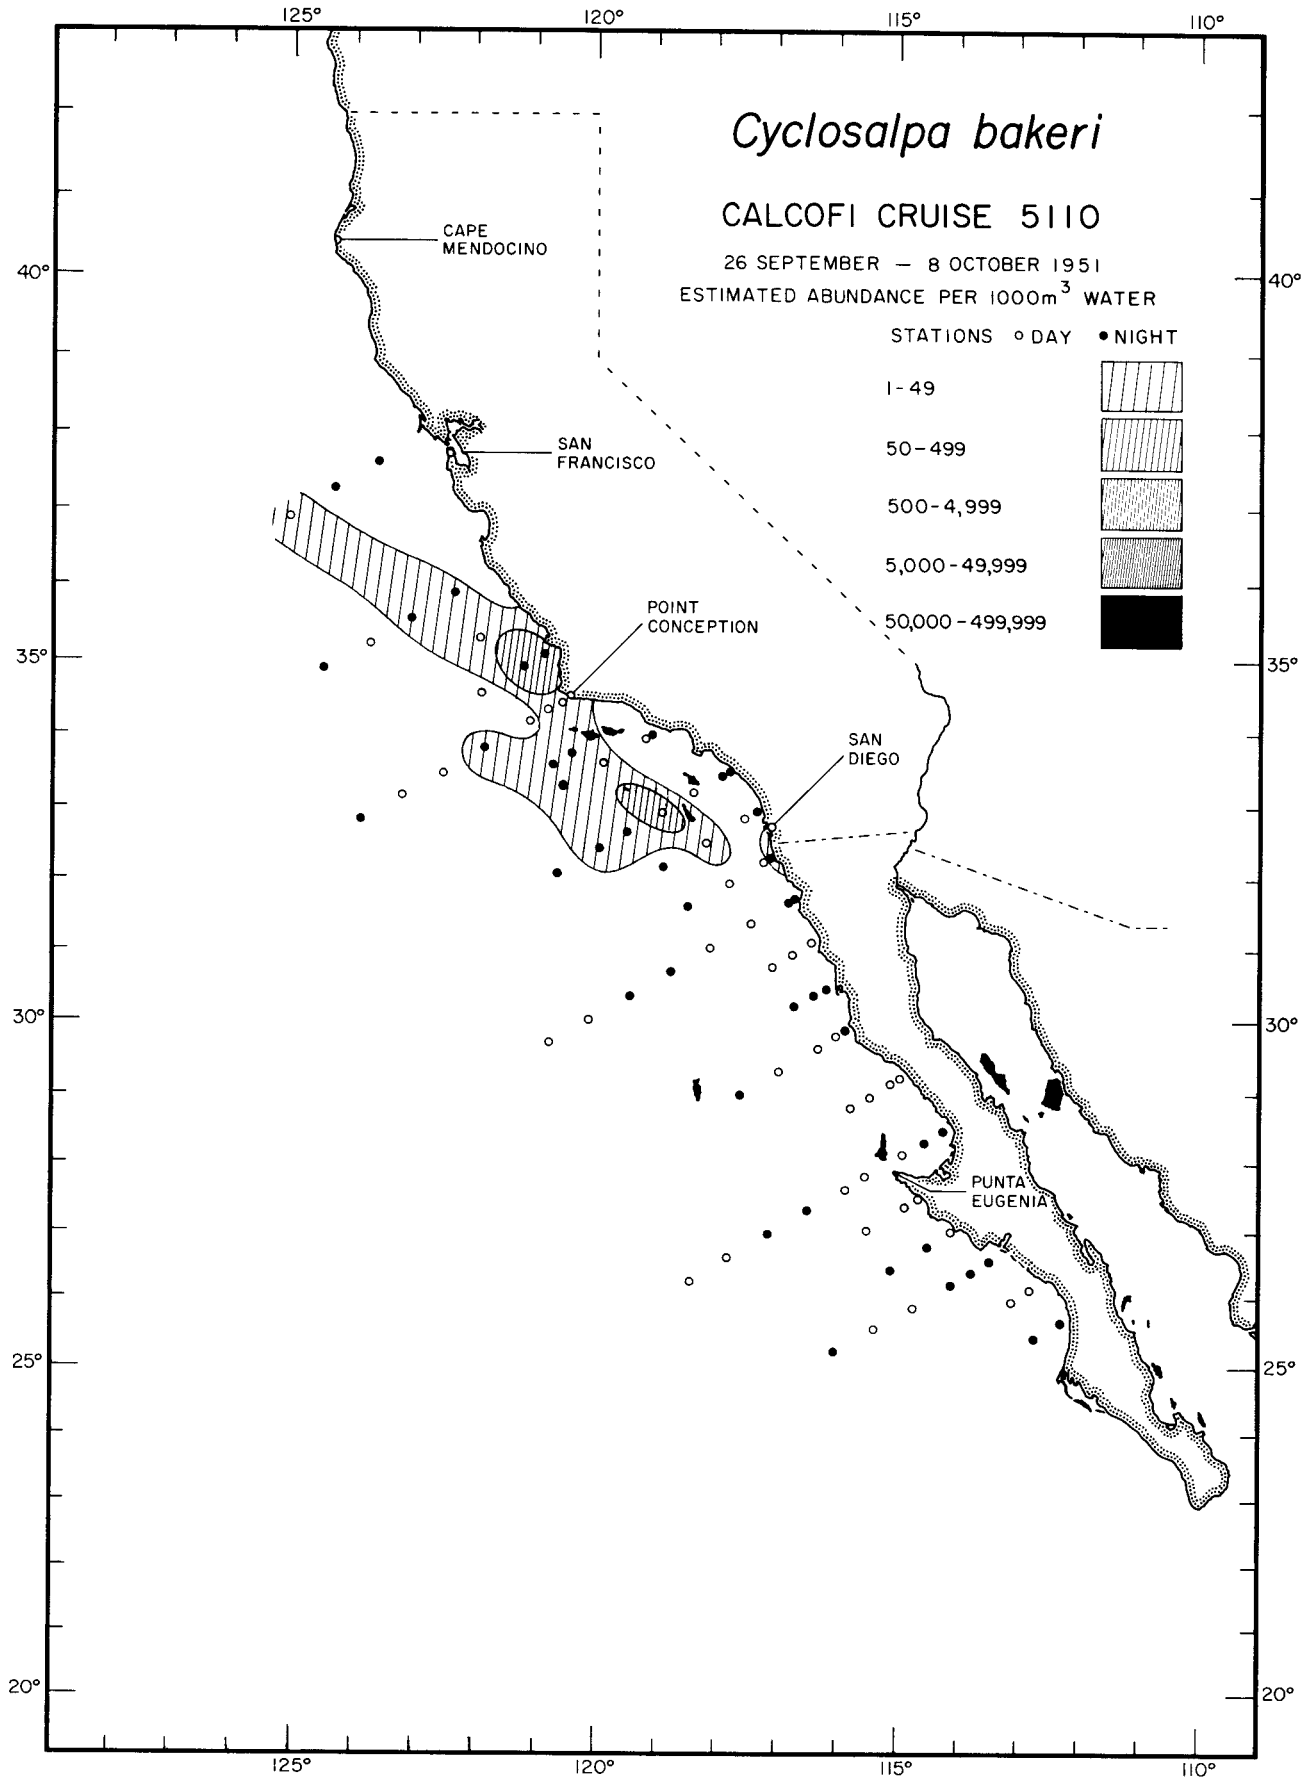 125° 120° 115° 110°
Cyclosalpa bakeri
CALCOFI CRUISE 5110
26 SEPTEMBER – 8 OCTOBER 1951
ESTIMATED ABUNDANCE PER 1000m³ WATER
STATIONS ○ DAY ● NIGHT
1-49
50-499
500-4,999
5,000-49,999
50,000-499,999
CAPE
MENDOCINO
40° 40°
SAN
FRANCISCO
POINT
CONCEPTION
35° 35°
SAN
DIEGO
30° 30°
PUNTA
EUGENIA
25° 25°
20° 20°
125° 120° 115° 110°